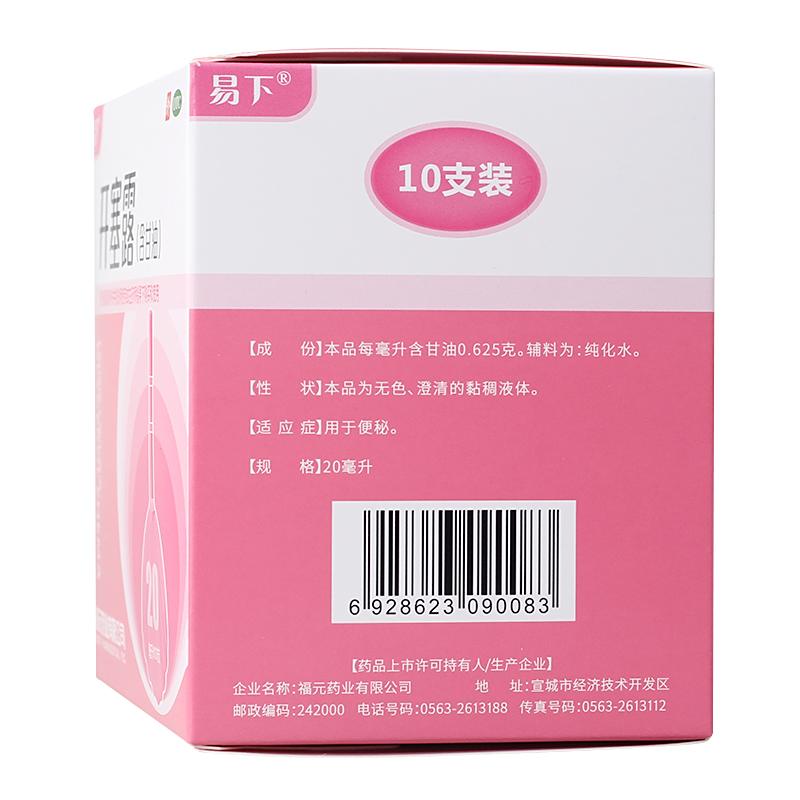 易下®
10支装
【成 份】本品每毫升含甘油0.625克。辅料为:纯化水。
【性 状】本品为无色、澄清的黏稠液体。
【适应症】用于便秘。
【规 格】20毫升
6 928623 090083
【药品上市许可持有人/生产企业】
企业名称:福元药业有限公司 地 址:宣城市经济技术开发区
邮政编码:242000 电话号码:0563-2613188 传真号码:0563-2613112
易下
OTC
开塞露(含甘油)
20